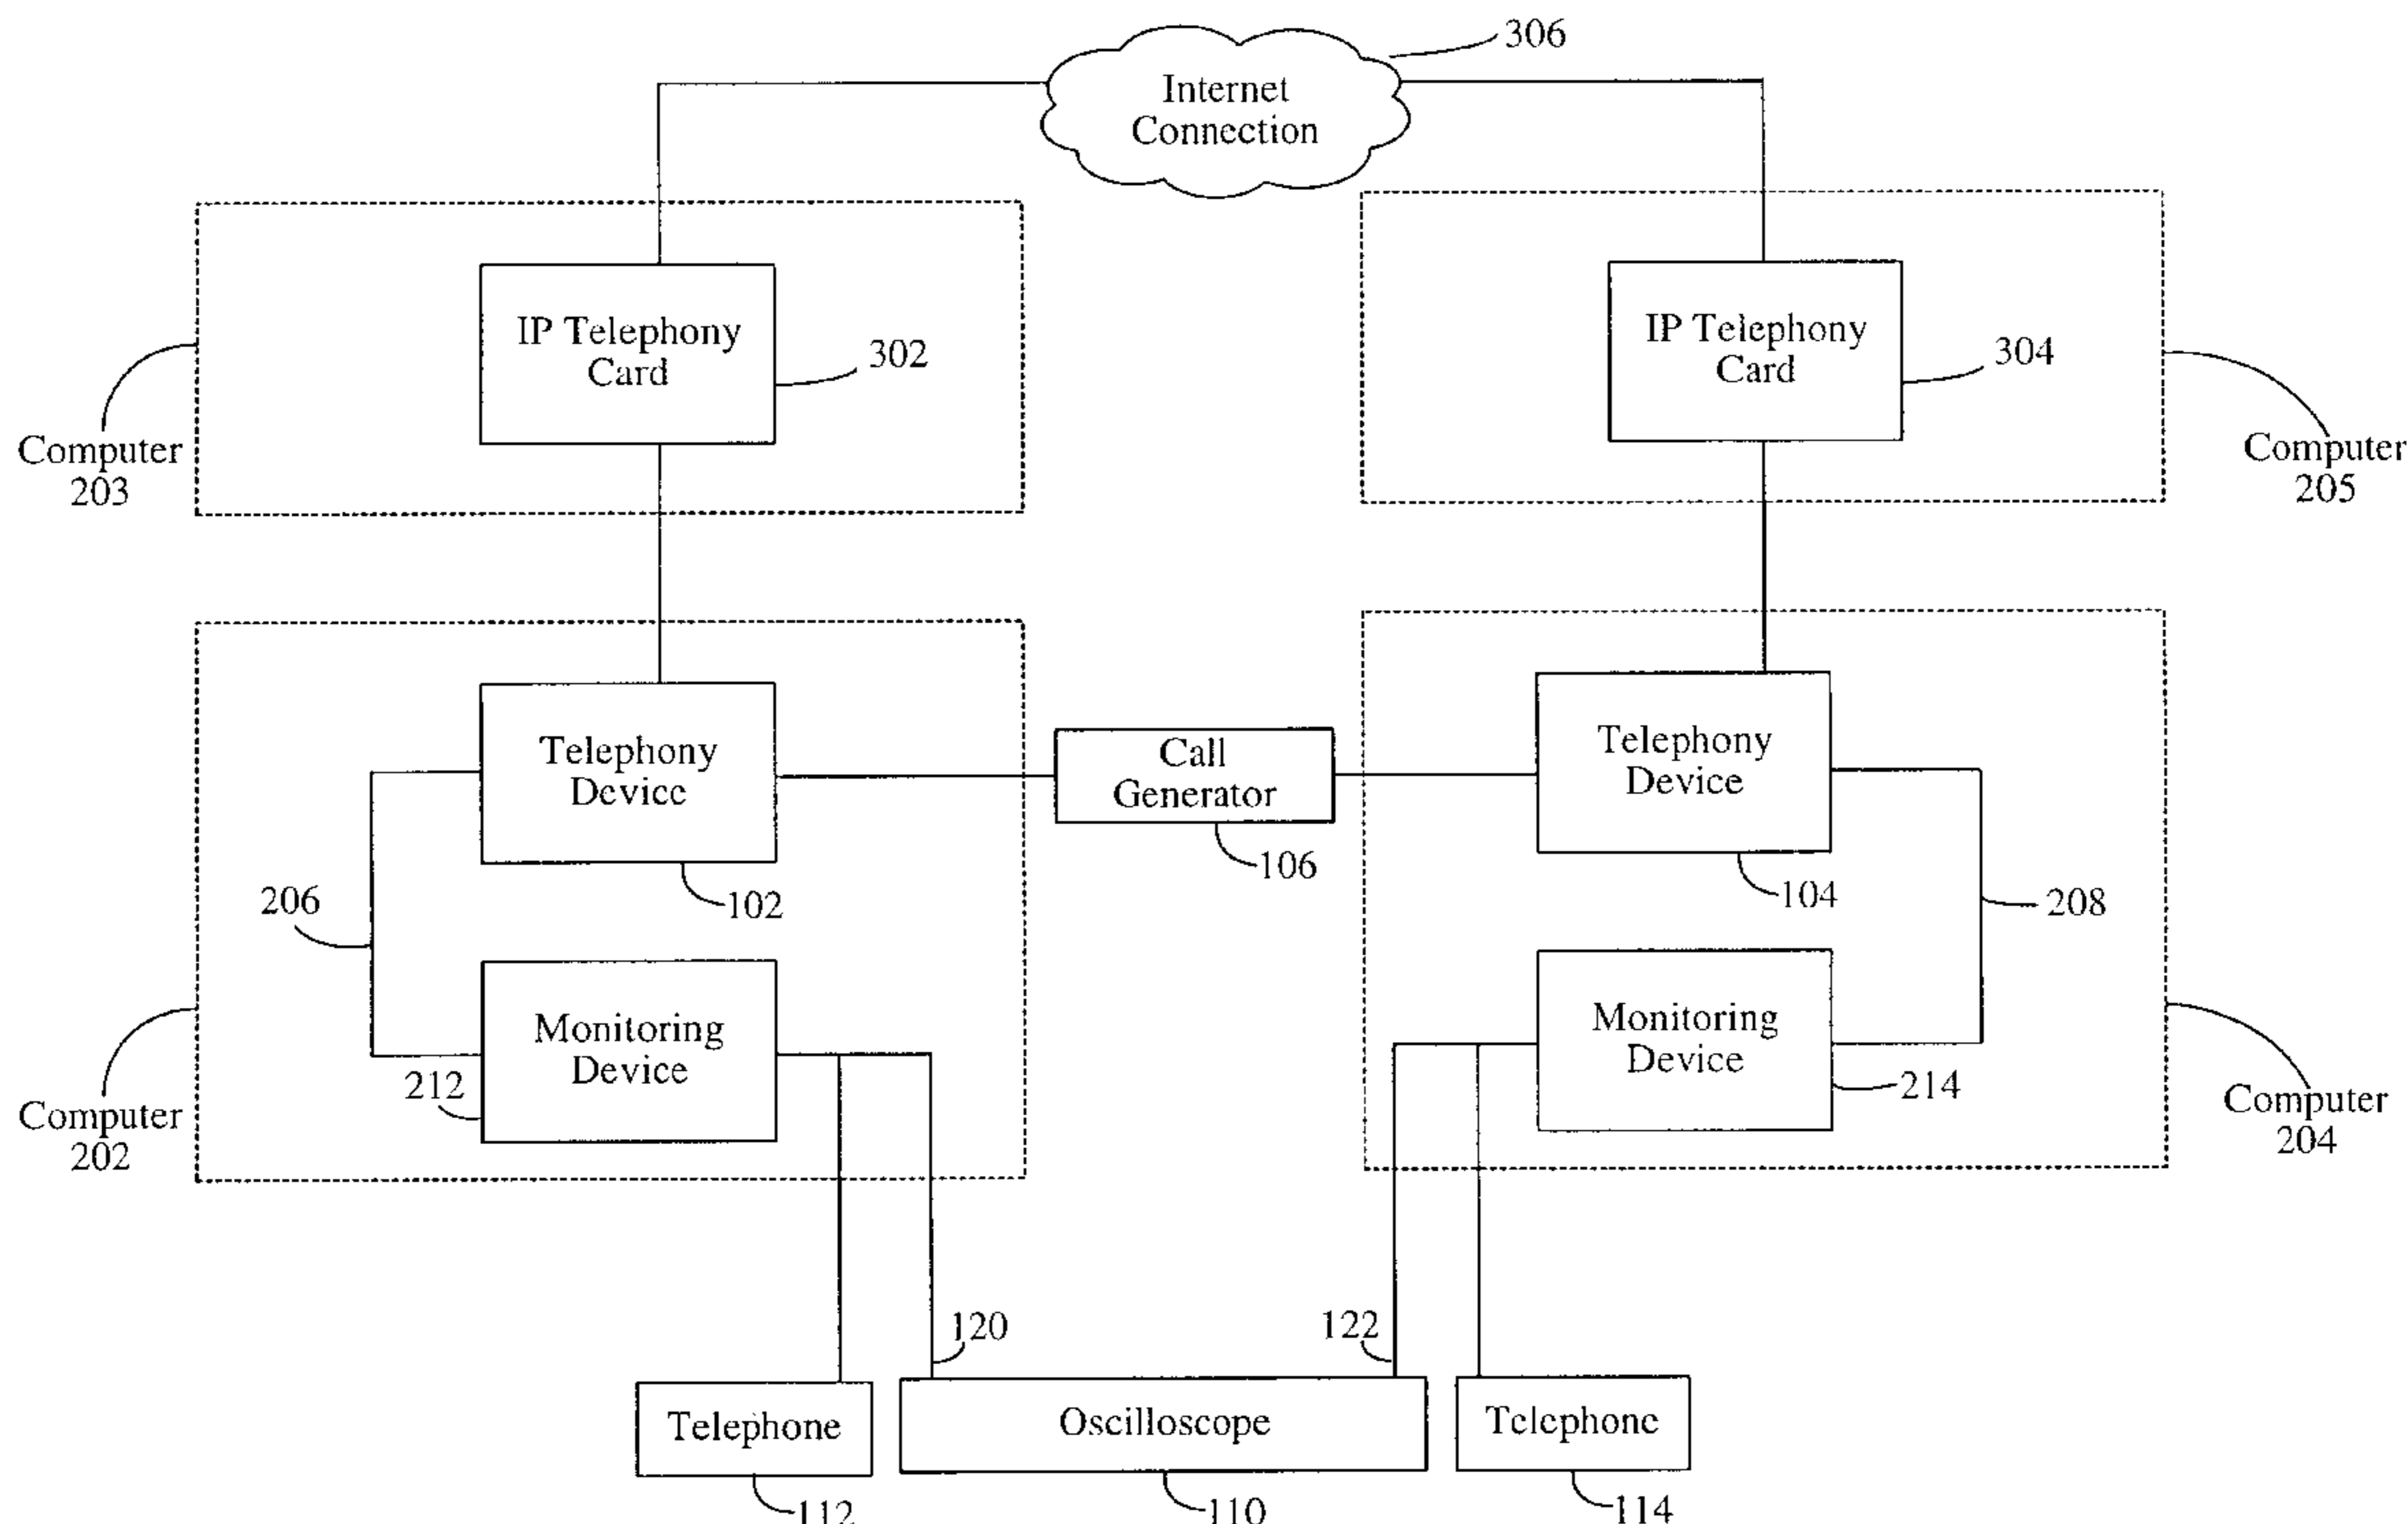 306
Internet
Connection
IP Telephony
Card
302
IP Telephony
Card
304
Computer
203
Computer
205
Telephony
Device
102
Call
Generator
106
Telephony
Device
104
206
208
Monitoring
Device
212
Monitoring
Device
214
Computer
202
Computer
204
120
122
Telephone
Oscilloscope
Telephone
112
110
114